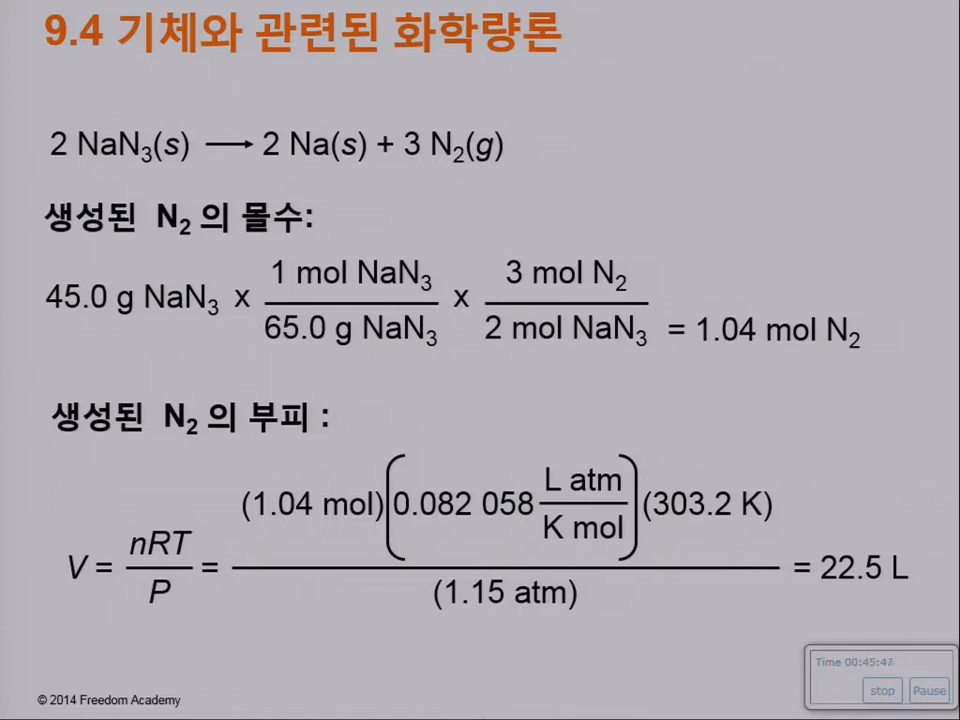 9.4 기체와 관련된 화학량론
2 NaN₃(s) ⟶ 2 Na(s) + 3 N₂(g)
생성된 N₂ 의 몰수:
45.0 g NaN₃ x (1 mol NaN₃ / 65.0 g NaN₃) x (3 mol N₂ / 2 mol NaN₃) = 1.04 mol N₂
생성된 N₂ 의 부피 :
V = nRT / P = (1.04 mol)(0.082 058 L atm / K mol)(303.2 K) / (1.15 atm) = 22.5 L
Time 00:45:42
stop Pause
© 2014 Freedom Academy